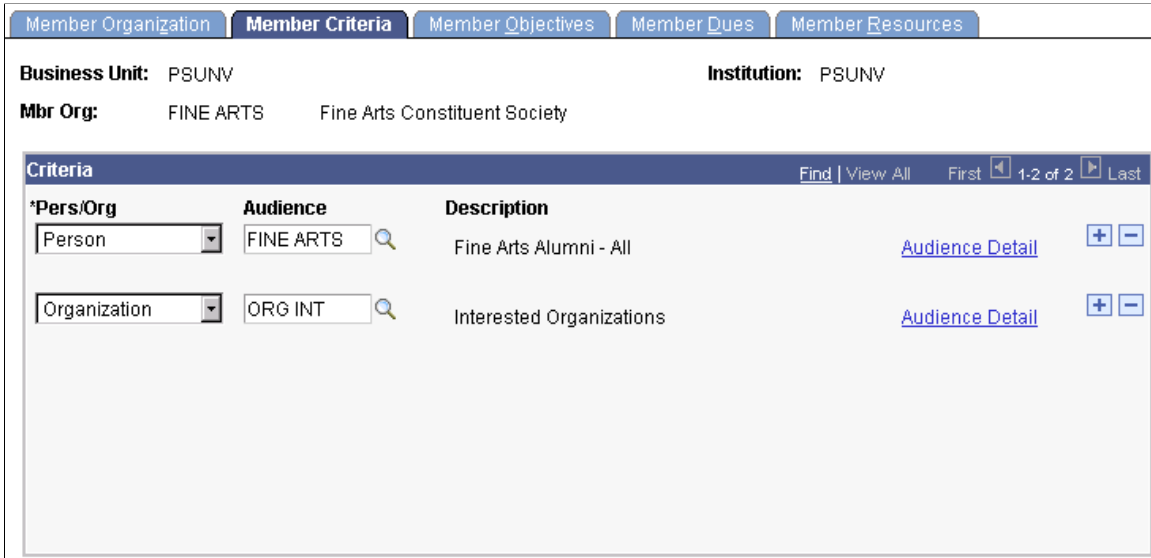 Member Organization Member Criteria Member Objectives Member Dues Member Resources
Business Unit: PSUNV Institution: PSUNV
Mbr Org: FINE ARTS Fine Arts Constituent Society
Criteria Find | View All First 1-2 of 2 Last
*Pers/Org Audience Description
Person FINE ARTS Fine Arts Alumni - All Audience Detail
Organization ORG INT Interested Organizations Audience Detail